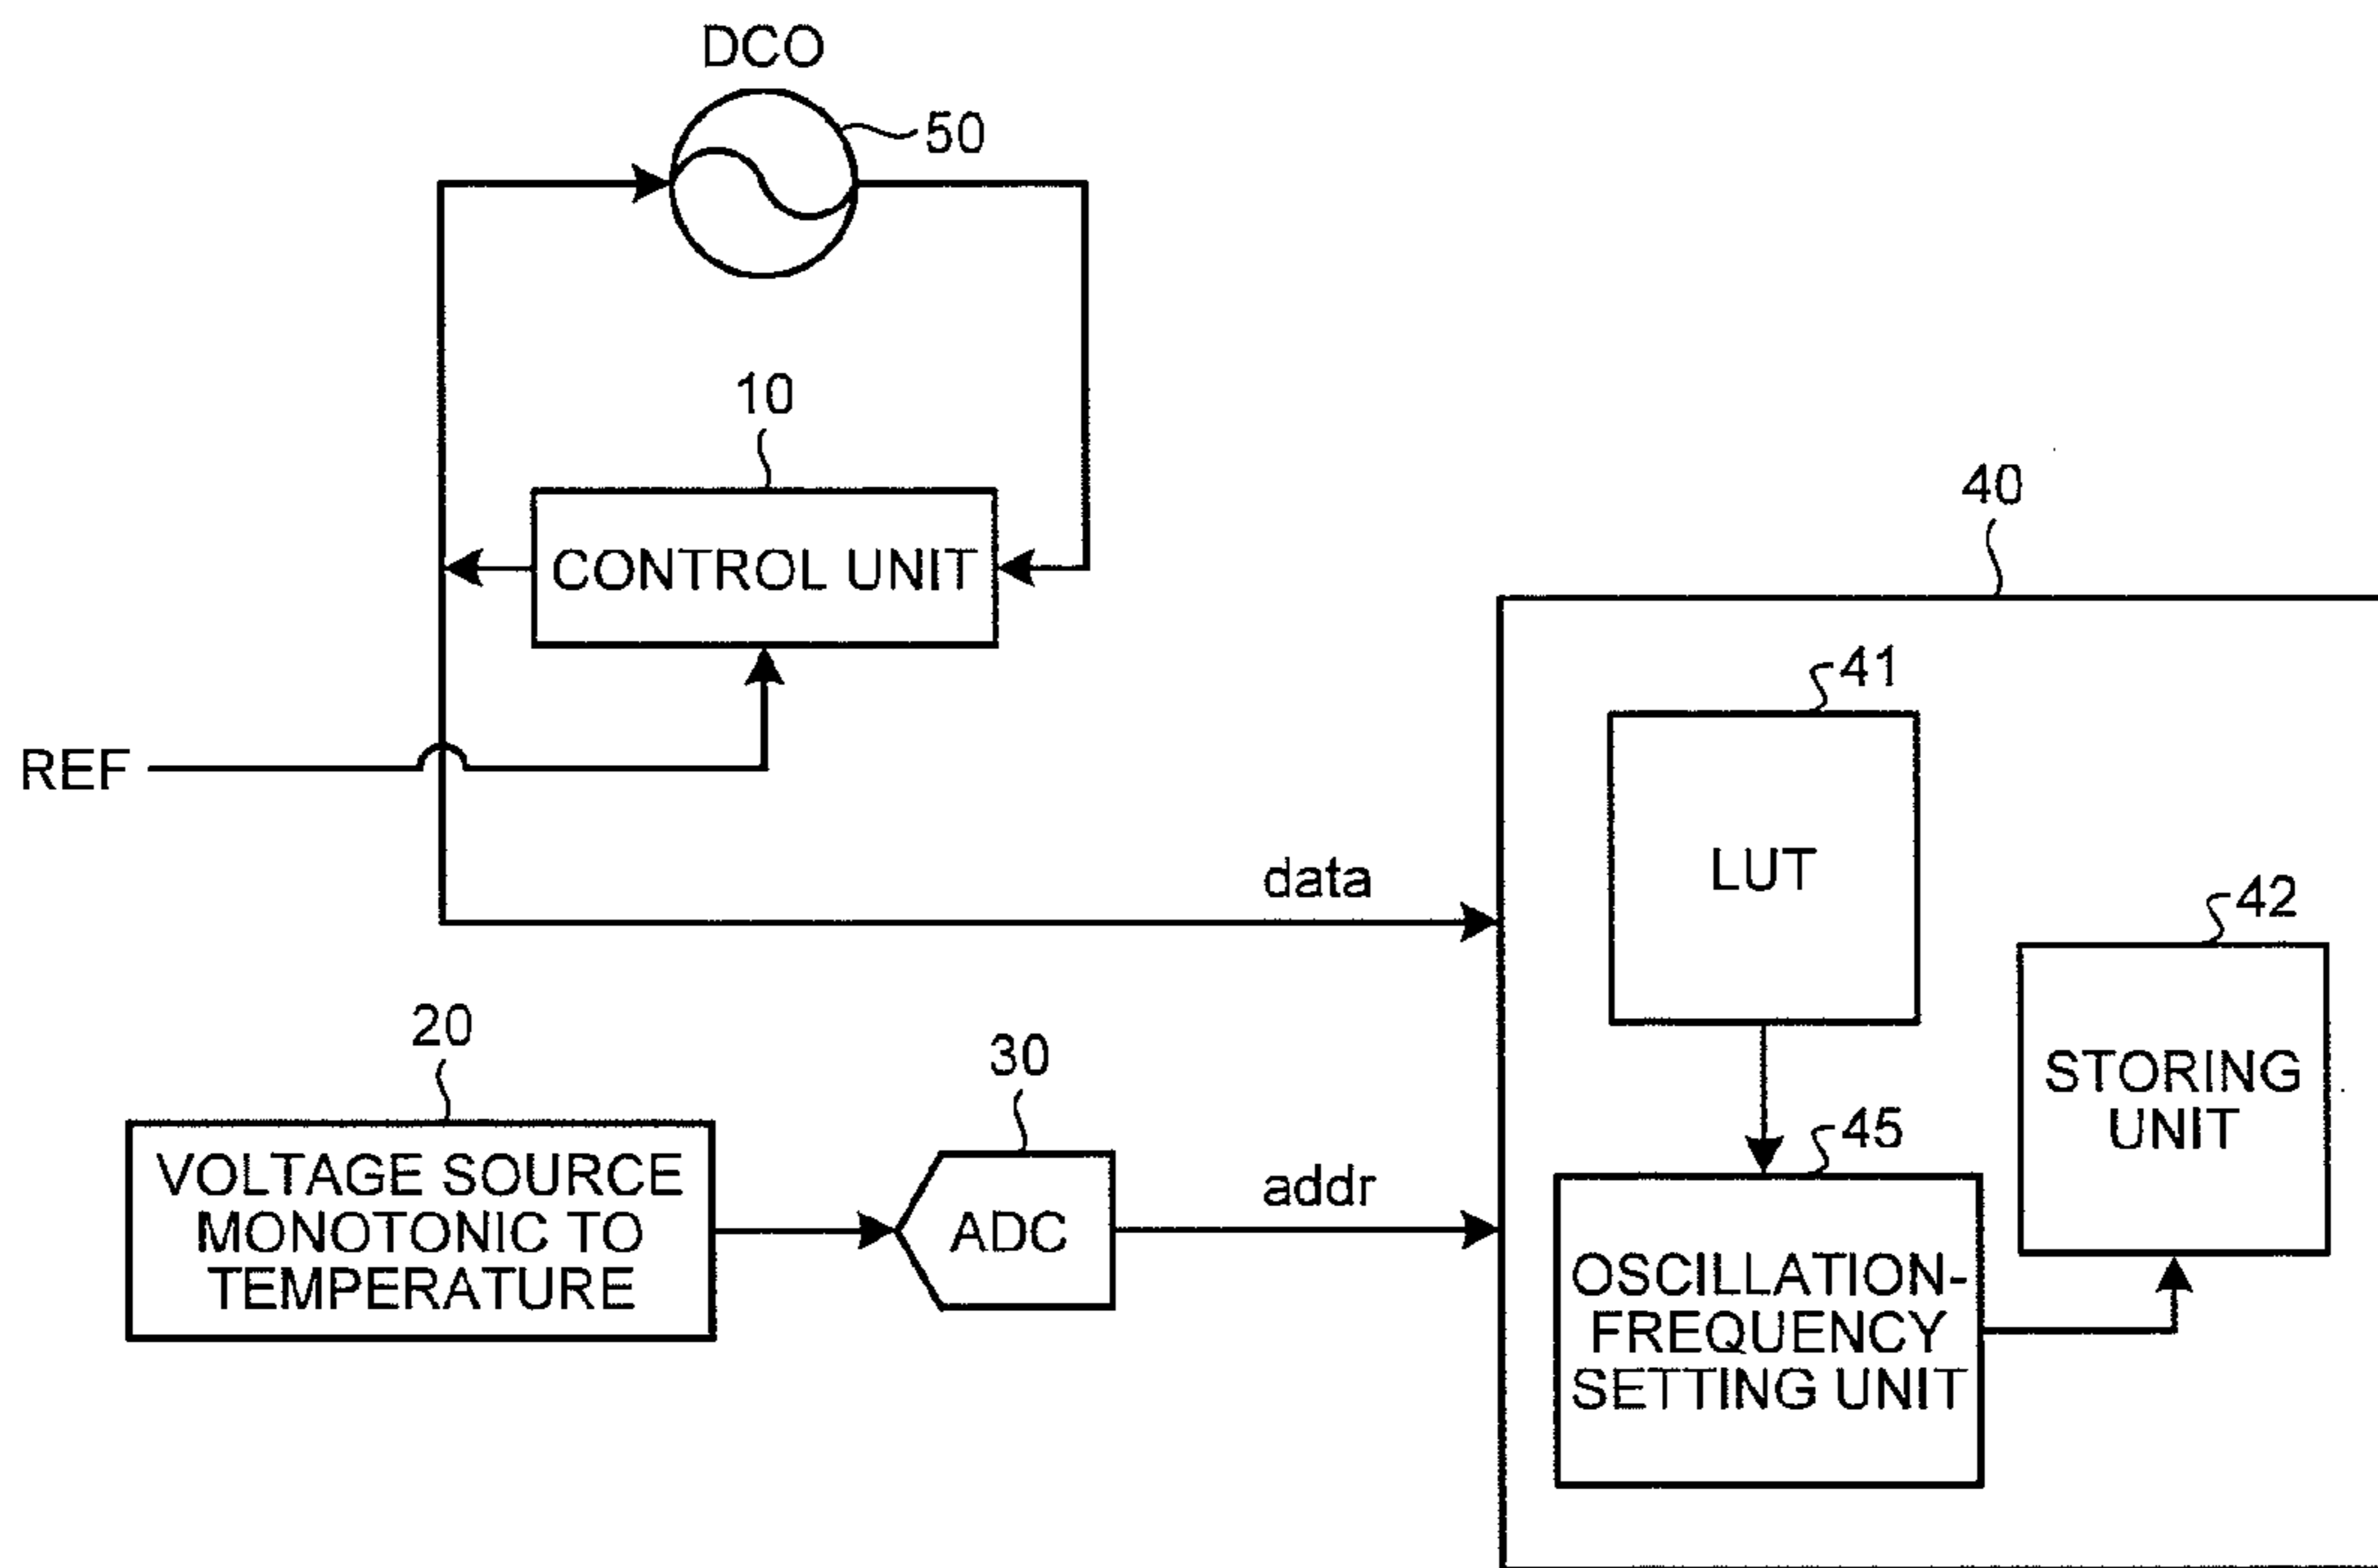 DCO
50
10
CONTROL UNIT
REF
40
41
LUT
data
42
STORING
UNIT
20
VOLTAGE SOURCE
MONOTONIC TO
TEMPERATURE
30
ADC
addr
45
OSCILLATION-
FREQUENCY
SETTING UNIT